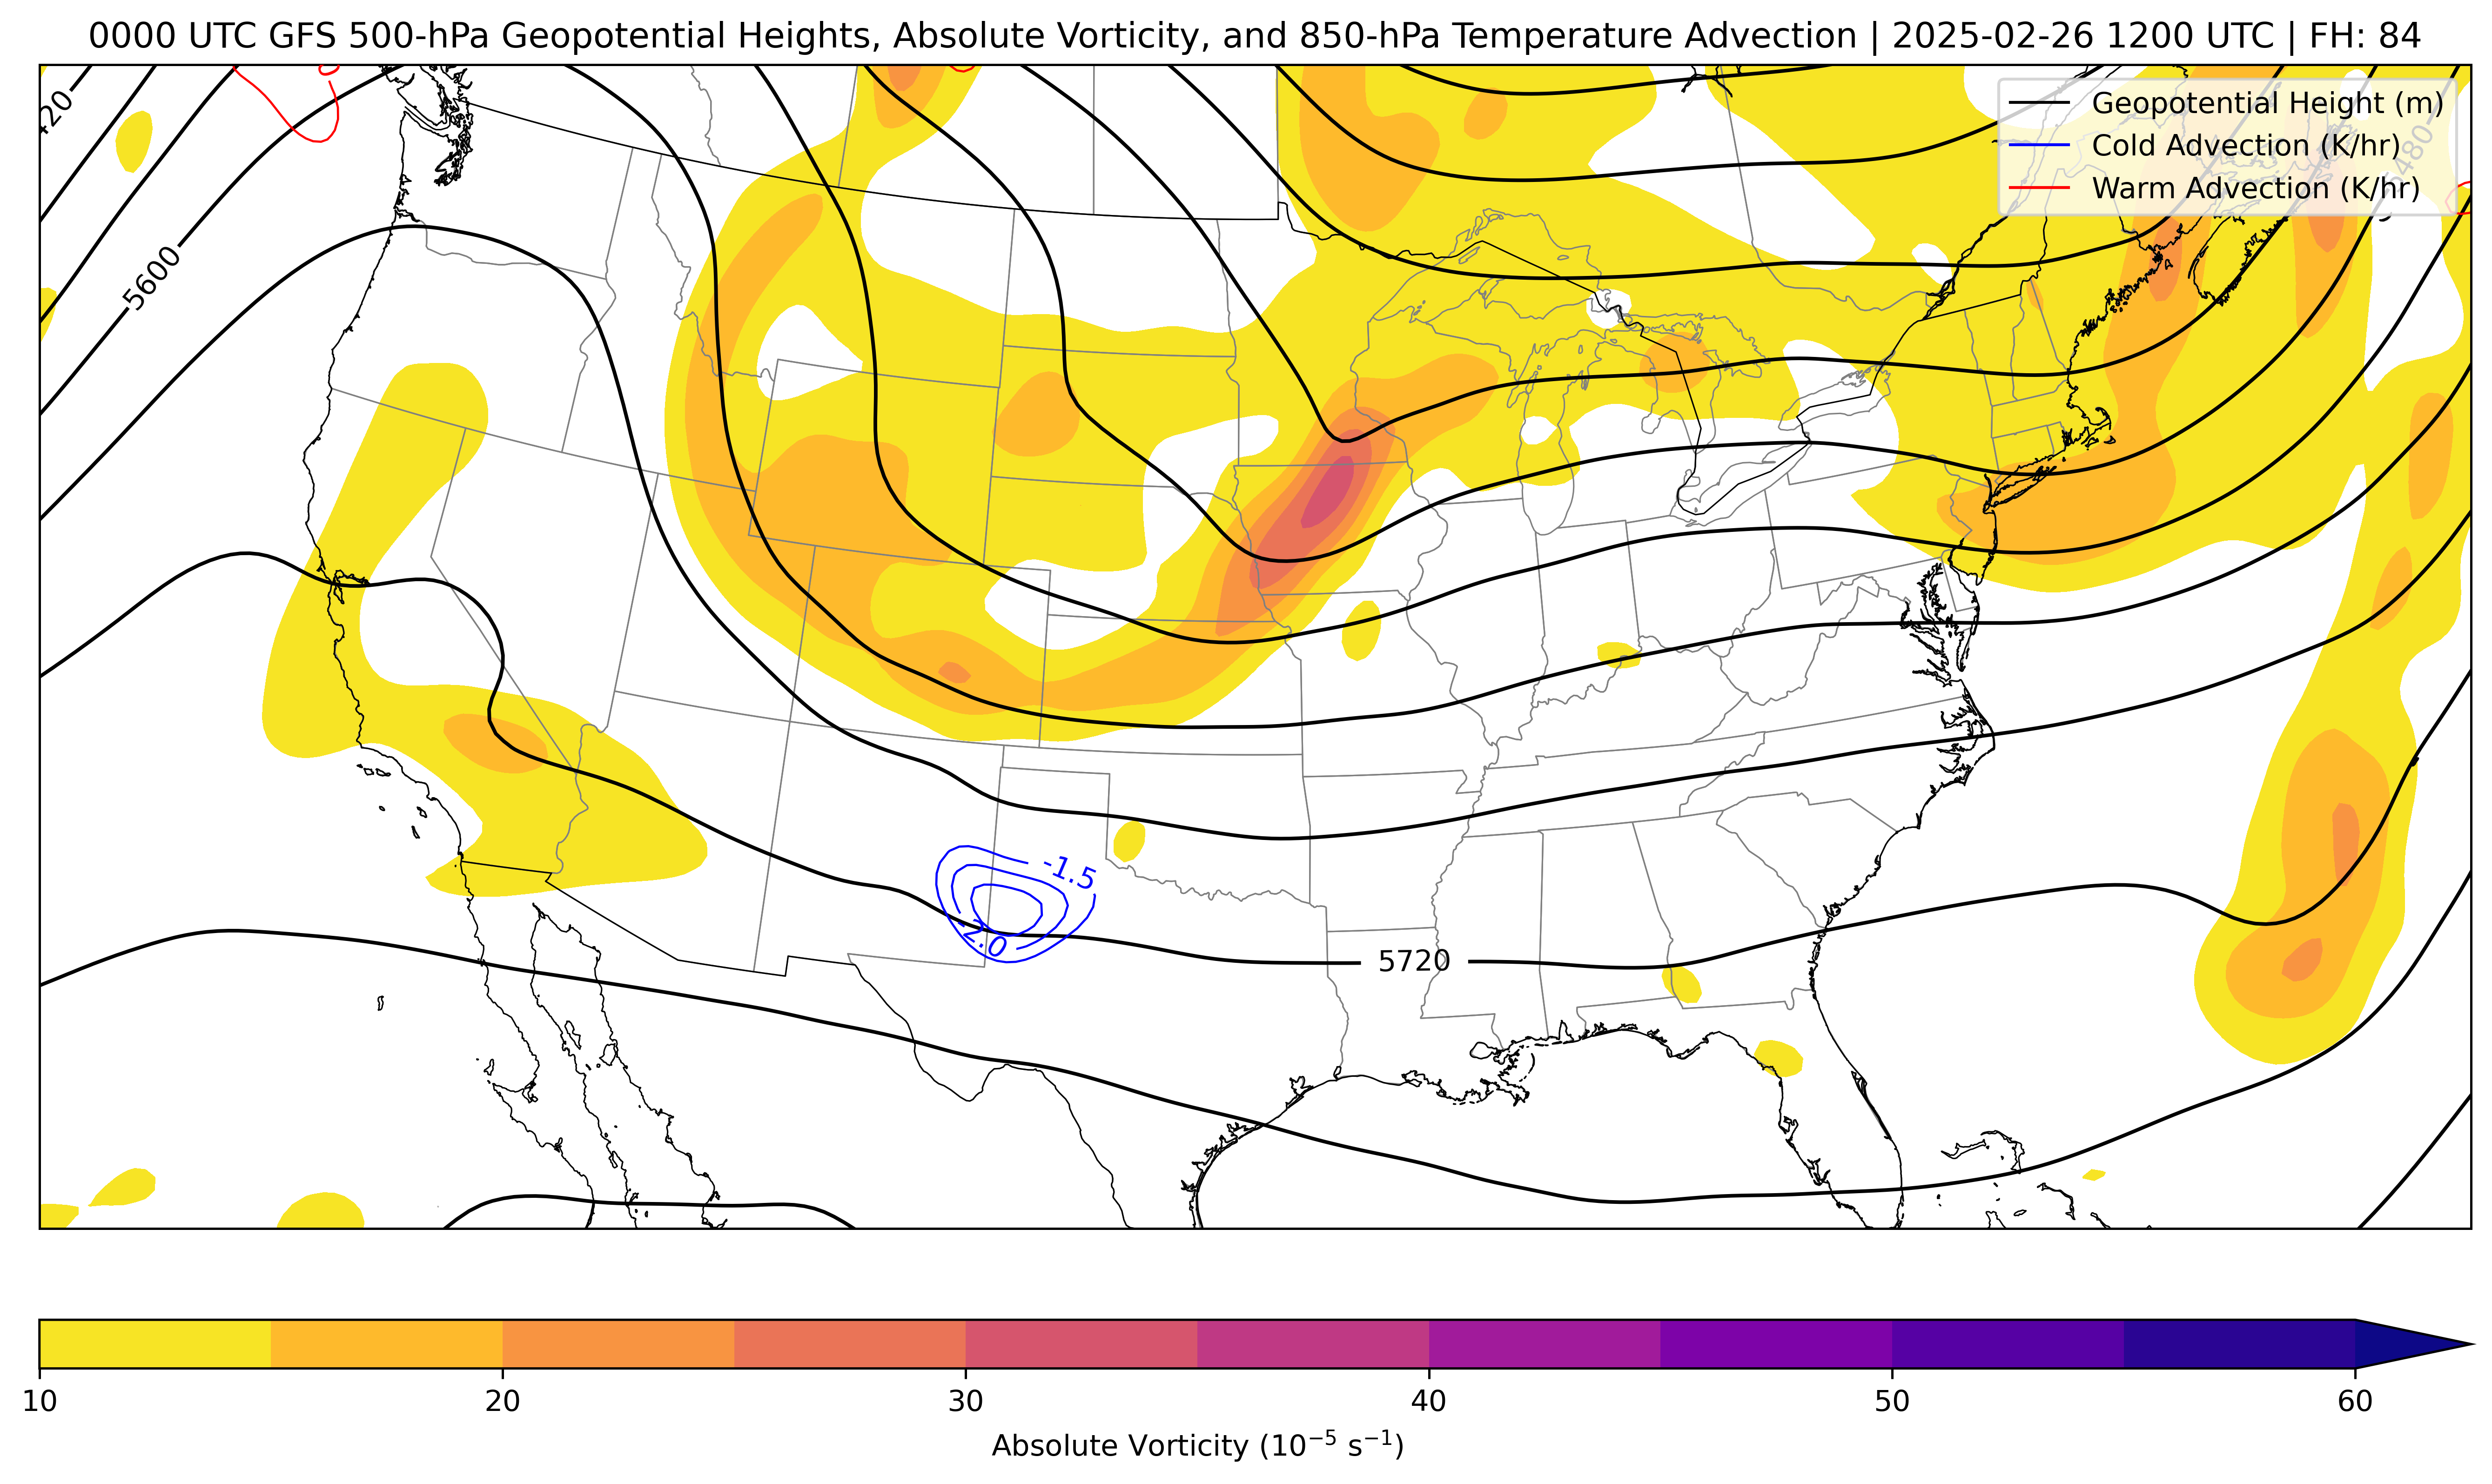 0000 UTC GFS 500-hPa Geopotential Heights, Absolute Vorticity, and 850-hPa Temperature Advection | 2025-02-26 1200 UTC | FH: 84
Geopotential Height (m)
Cold Advection (K/hr)
Warm Advection (K/hr)
5480
5600
-1.5
-2.0
5720
10 20 30 40 50 60
Absolute Vorticity (10⁻⁵ s⁻¹)